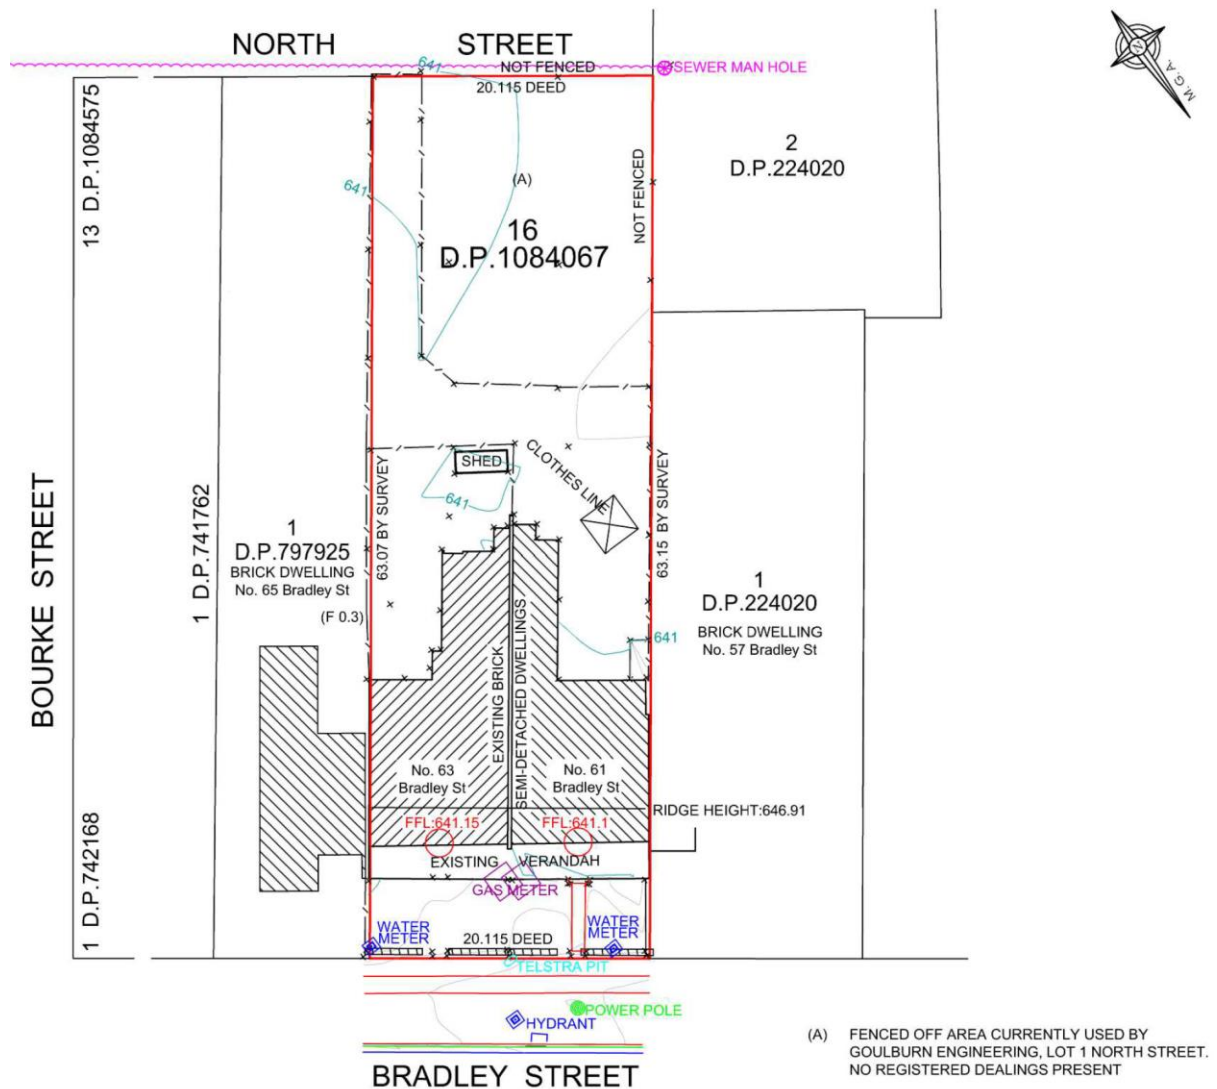 NORTH STREET
641
NOT FENCED
SEWER MAN HOLE
20.115 DEED
M.G.A.
N
13 D.P.1084575
2
D.P.224020
641
(A)
NOT FENCED
16
D.P.1084067
SHED
CLOTHES LINE
641
63.07 BY SURVEY
63.15 BY SURVEY
BOURKE STREET
1 D.P.741762
1
D.P.797925
BRICK DWELLING
No. 65 Bradley St
(F 0.3)
EXISTING BRICK
SEMI-DETACHED DWELLINGS
641
1
D.P.224020
BRICK DWELLING
No. 57 Bradley St
No. 63
Bradley St
No. 61
Bradley St
RIDGE HEIGHT:646.91
FFL:641.15
FFL:641.1
1 D.P.742168
EXISTING VERANDAH
GAS METER
WATER
METER
WATER
METER
20.115 DEED
TELSTRA PIT
POWER POLE
HYDRANT
BRADLEY STREET
(A) FENCED OFF AREA CURRENTLY USED BY
GOULBURN ENGINEERING, LOT 1 NORTH STREET.
NO REGISTERED DEALINGS PRESENT